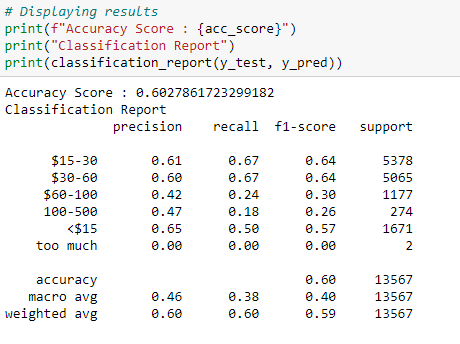 # Displaying results
print(f"Accuracy Score : {acc_score}")
print("Classification Report")
print(classification_report(y_test, y_pred))
Accuracy Score : 0.6027861723299182
Classification Report
precision recall f1-score support
$15-30 0.61 0.67 0.64 5378
$30-60 0.60 0.67 0.64 5065
$60-100 0.42 0.24 0.30 1177
100-500 0.47 0.18 0.26 274
<$15 0.65 0.50 0.57 1671
too much 0.00 0.00 0.00 2
accuracy 0.60 13567
macro avg 0.46 0.38 0.40 13567
weighted avg 0.60 0.60 0.59 13567